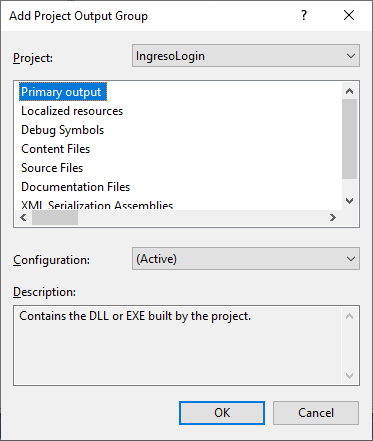 Add Project Output Group
?
Project: IngresoLogin
Primary output
Localized resources
Debug Symbols
Content Files
Source Files
Documentation Files
XML Serialization Assemblies
Configuration: (Active)
Description:
Contains the DLL or EXE built by the project.
OK Cancel